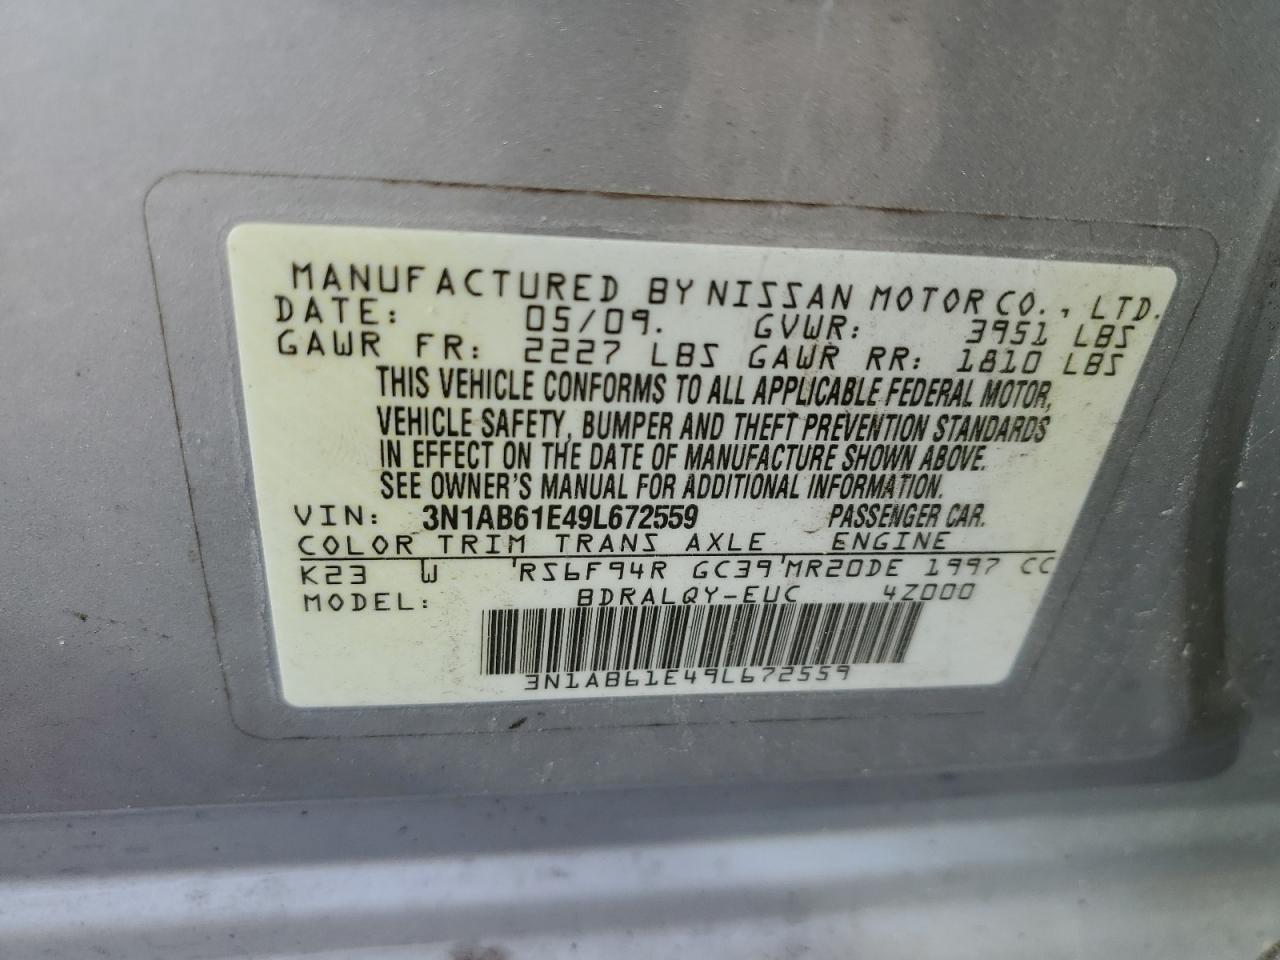 MANUFACTURED BY NISSAN MOTOR CO., LTD.
DATE: 05/09. GVWR: 3951 LBS
GAWR FR: 2227 LBS GAWR RR: 1810 LBS
THIS VEHICLE CONFORMS TO ALL APPLICABLE FEDERAL MOTOR,
VEHICLE SAFETY, BUMPER AND THEFT PREVENTION STANDARDS
IN EFFECT ON THE DATE OF MANUFACTURE SHOWN ABOVE.
SEE OWNER'S MANUAL FOR ADDITIONAL INFORMATION.
VIN: 3N1AB61E49L672559 PASSENGER CAR.
COLOR TRIM TRANS AXLE ENGINE
K23 W 'RS6F94R GC39'MR20DE 1997 CC
MODEL: BDRALQY-EUC 4Z000
3N1AB61E49L672559